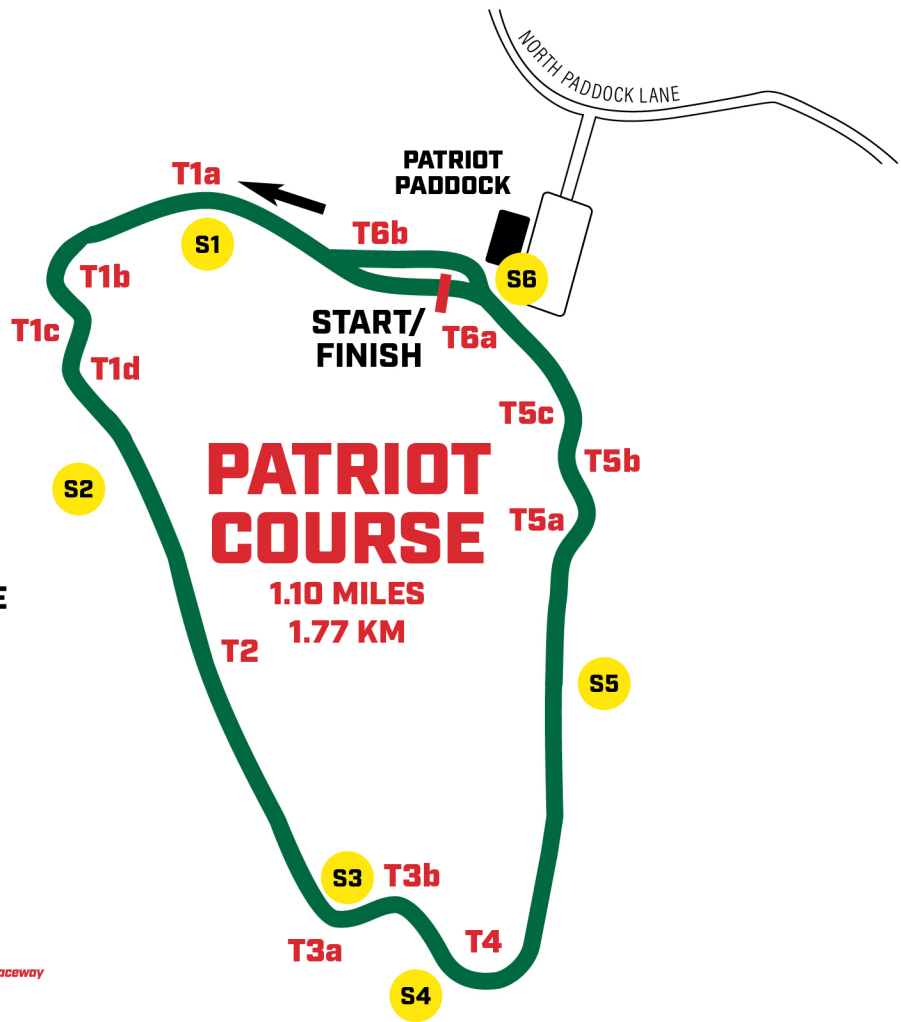 NORTH PADDOCK LANE
PATRIOT
PADDOCK
T1a
T6b
S1
S6
T1b
START/
FINISH
T6a
T1c
T1d
T5c
PATRIOT
COURSE
1.10 MILES
1.77 KM
T5b
S2
T5a
E
T2
S5
S3
T3b
T3a
T4
aceway
S4